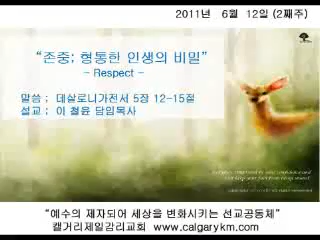 2011년 6월 12일 (2째주)
“존중; 형통한 인생의 비밀”
- Respect -
말씀 ; 데살로니가전서 5장 12-15절
설교 ; 이 철윤 담임목사
“예수의 제자되어 세상을 변화시키는 선교공동체”
캘거리제일감리교회 www.calgarykm.com